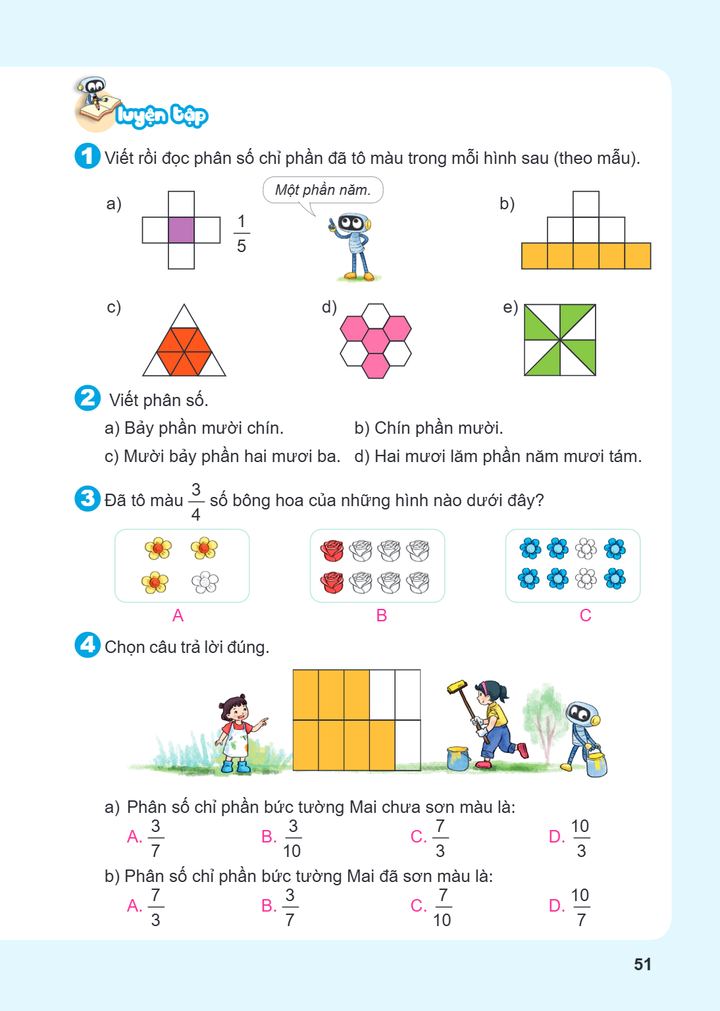 Luyện tập
1 Viết rồi đọc phân số chỉ phần đã tô màu trong mỗi hình sau (theo mẫu).
a) 1/5 Một phần năm. b)
c) d) e)
2 Viết phân số.
a) Bảy phần mười chín. b) Chín phần mười.
c) Mười bảy phần hai mươi ba. d) Hai mươi lăm phần năm mươi tám.
3 Đã tô màu 3/4 số bông hoa của những hình nào dưới đây?
A B C
4 Chọn câu trả lời đúng.
a) Phân số chỉ phần bức tường Mai chưa sơn màu là:
A. 3/7 B. 3/10 C. 7/3 D. 10/3
b) Phân số chỉ phần bức tường Mai đã sơn màu là:
A. 7/3 B. 3/7 C. 7/10 D. 10/7
51